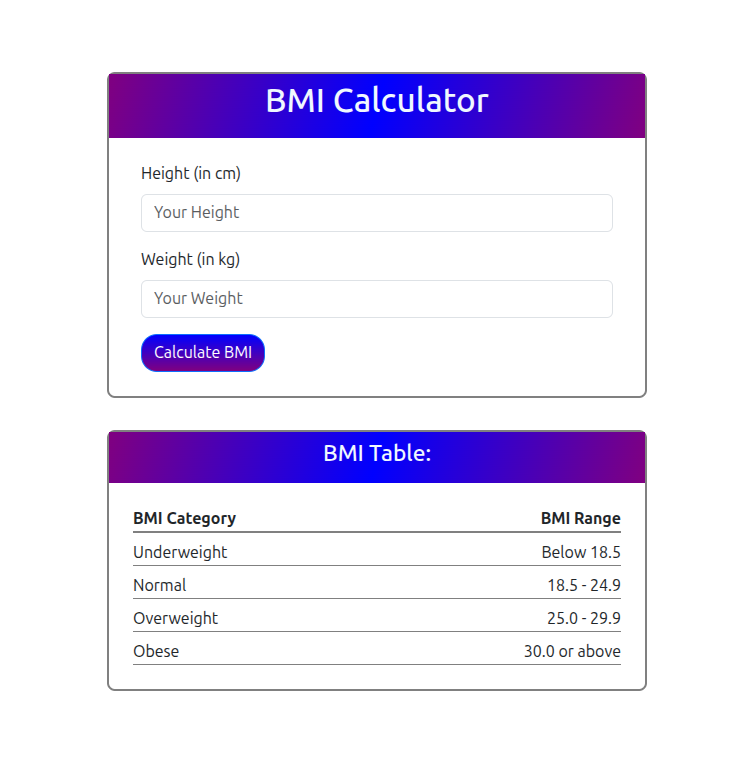 BMI Calculator
Height (in cm)
Your Height
Weight (in kg)
Your Weight
Calculate BMI
BMI Table:
BMI Category BMI Range
Underweight Below 18.5
Normal 18.5 - 24.9
Overweight 25.0 - 29.9
Obese 30.0 or above